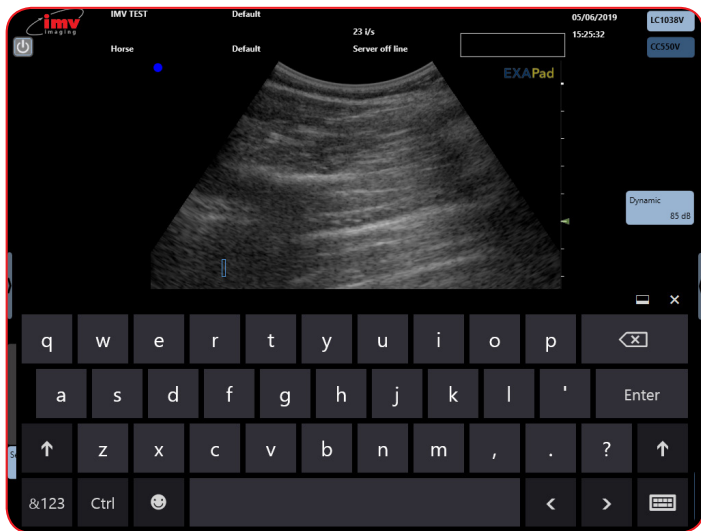 imv
imaging
IMV TEST
Default
05/06/2019
LC1038V
23 i/s
15:25:32
Horse
Default
Server off line
CC550V
EXAPad
Dynamic
85 dB
q w e r t y u i o p
a s d f g h j k l ' Enter
z x c v b n m , . ?
&123 Ctrl < >